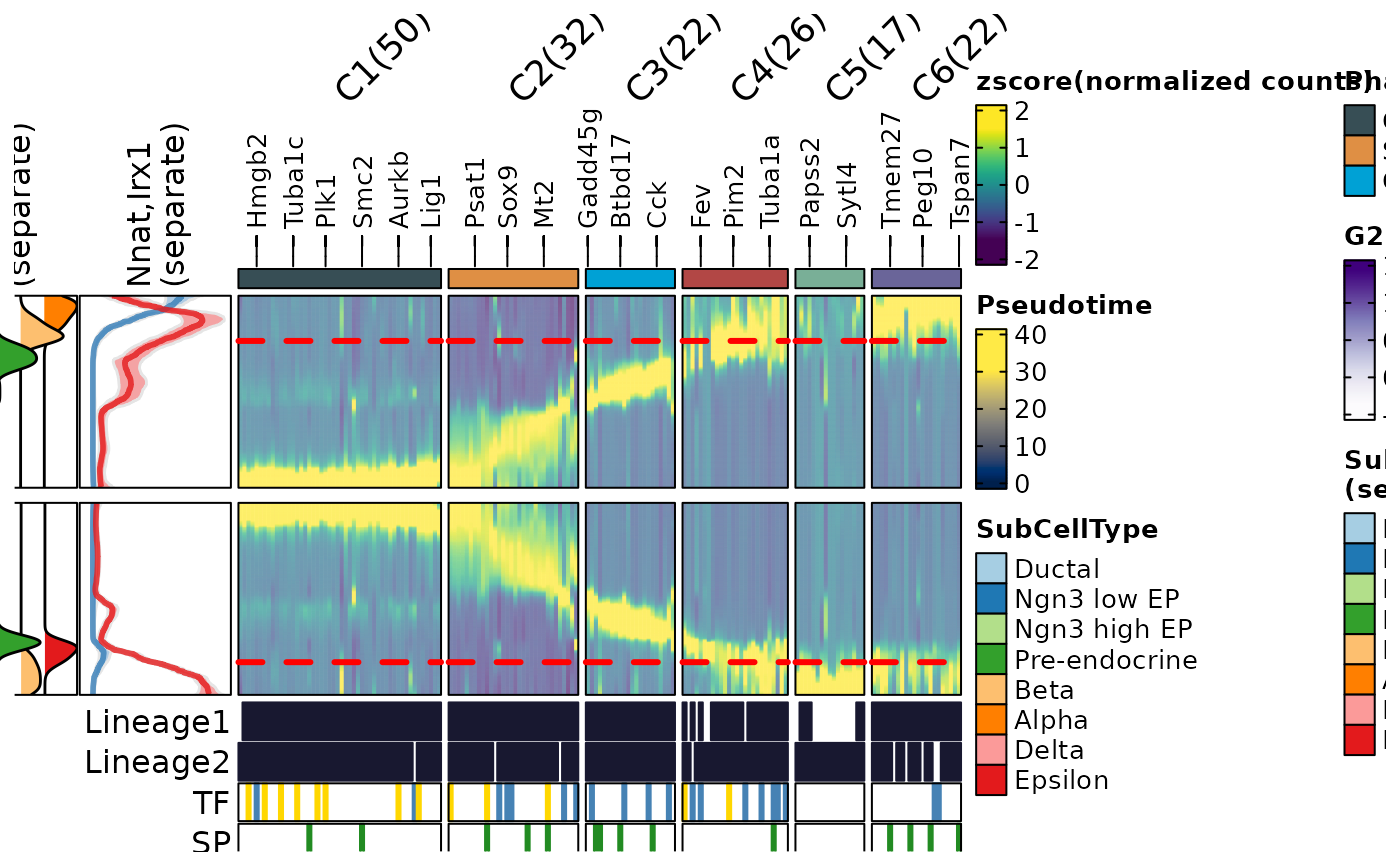 C1(50)
C2(32)
C3(22)
C4(26)
C5(17)
C6(22)
(separate)
Nnat,Irx1
(separate)
Hmgb2
Tuba1c
Plk1
Smc2
Aurkb
Lig1
Psat1
Sox9
Mt2
Gadd45g
Btbd17
Cck
Fev
Pim2
Tuba1a
Papss2
Sytl4
Tmem27
Peg10
Tspan7
zscore(normalized counts)
2
1
0
-1
-2
Pseudotime
40
30
20
10
0
SubCellType
Ductal
Ngn3 low EP
Ngn3 high EP
Pre-endocrine
Beta
Alpha
Delta
Epsilon
G2
(se
Lineage1
Lineage2
TF
SP